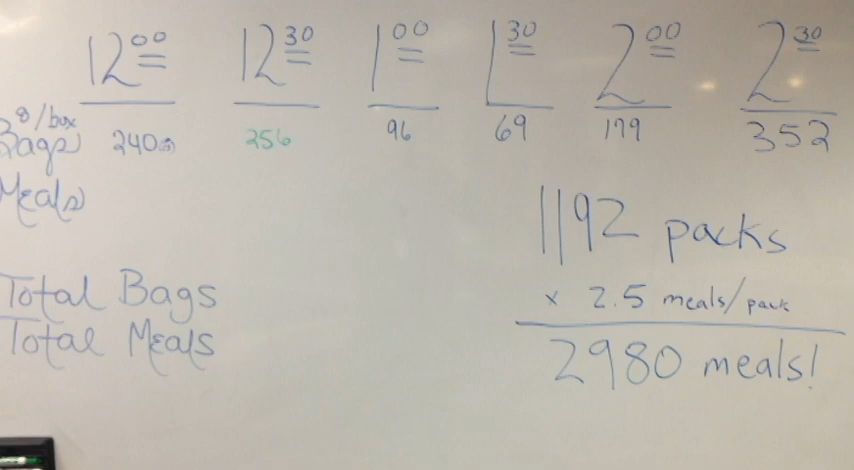 12 00 12 30 1 00 1 30 2 00 2 30
8/box
Bags 240 256 96 69 179 352
Meals
1192 packs
x 2.5 meals/pack
Total Bags
Total Meals
2980 meals!